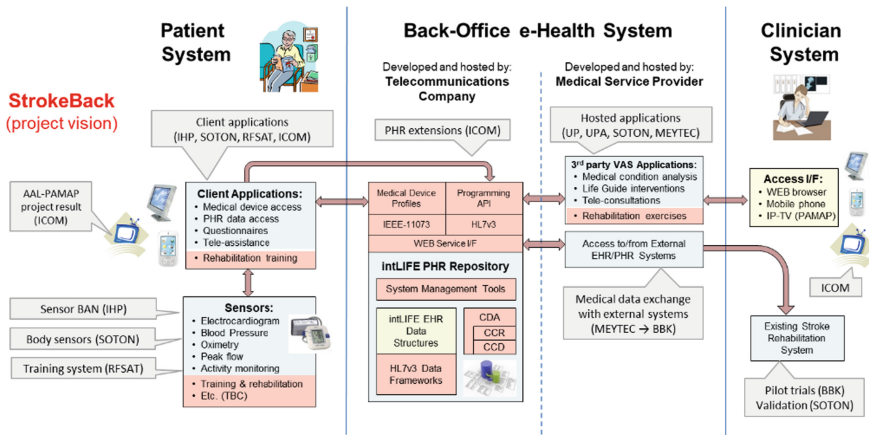 Patient
System
Back-Office e-Health System
Clinician
System
Developed and hosted by:
Telecommunications
Company
Developed and hosted by:
Medical Service Provider
StrokeBack
(project vision)
Client applications
(IHP, SOTON, RFSAT, ICOM)
PHR extensions (ICOM)
Hosted applications
(UP, UPA, SOTON, MEYTEC)
AAL-PAMAP
project result
(ICOM)
Client Applications:
• Medical device access
• PHR data access
• Questionnaires
• Tele-assistance
• Rehabilitation training
Medical Device
Profiles
Programming
API
IEEE-11073
HL7v3
WEB Service I/F
intLIFE PHR Repository
System Management Tools
intLIFE EHR
Data
Structures
CDA
CCR
CCD
HL7v3 Data
Frameworks
3rd party VAS Applications:
• Medical condition analysis
• Life Guide interventions
• Tele-consultations
• Rehabilitation exercises
Access to/from External
EHR/PHR Systems
Medical data exchange
with external systems
(MEYTEC → BBK)
Access I/F:
• WEB browser
• Mobile phone
• IP-TV (PAMAP)
ICOM
Existing Stroke
Rehabilitation
System
Pilot trials (BBK)
Validation (SOTON)
Sensor BAN (IHP)
Body sensors (SOTON)
Training system (RFSAT)
Sensors:
• Electrocardiogram
• Blood Pressure
• Oximetry
• Peak flow
• Activity monitoring
• Training & rehabilitation
• Etc. (TBC)